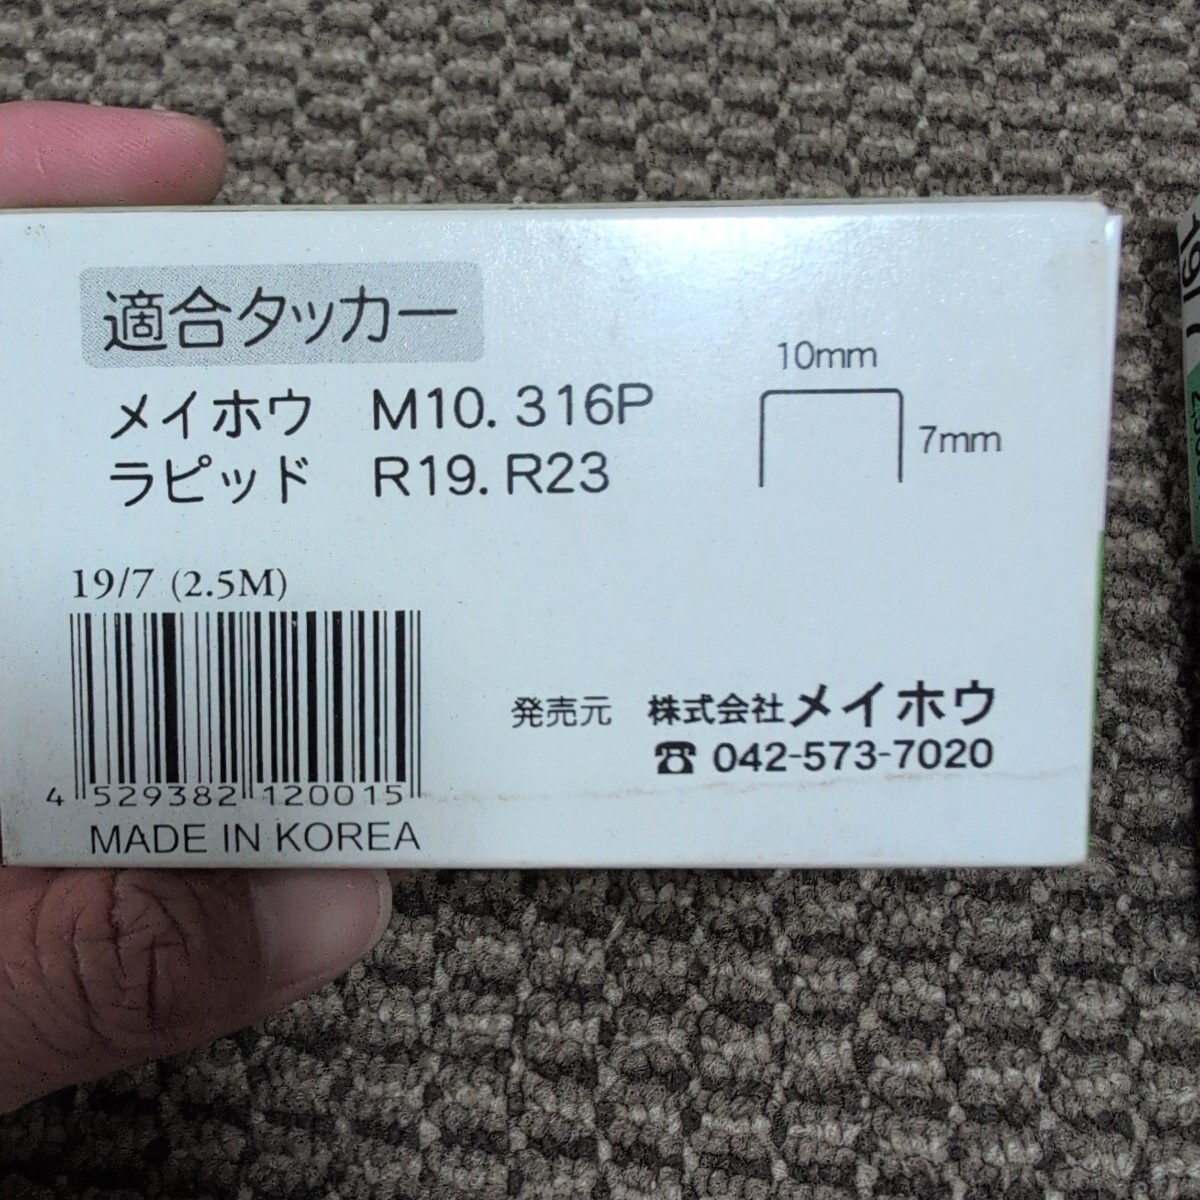 適合タッカー
メイホウ M10. 316P
ラピッド R19. R23
10mm
7mm
19/7 (2.5M)
4 529382 120015
MADE IN KOREA
発売元 株式会社メイホウ
☎ 042-573-7020